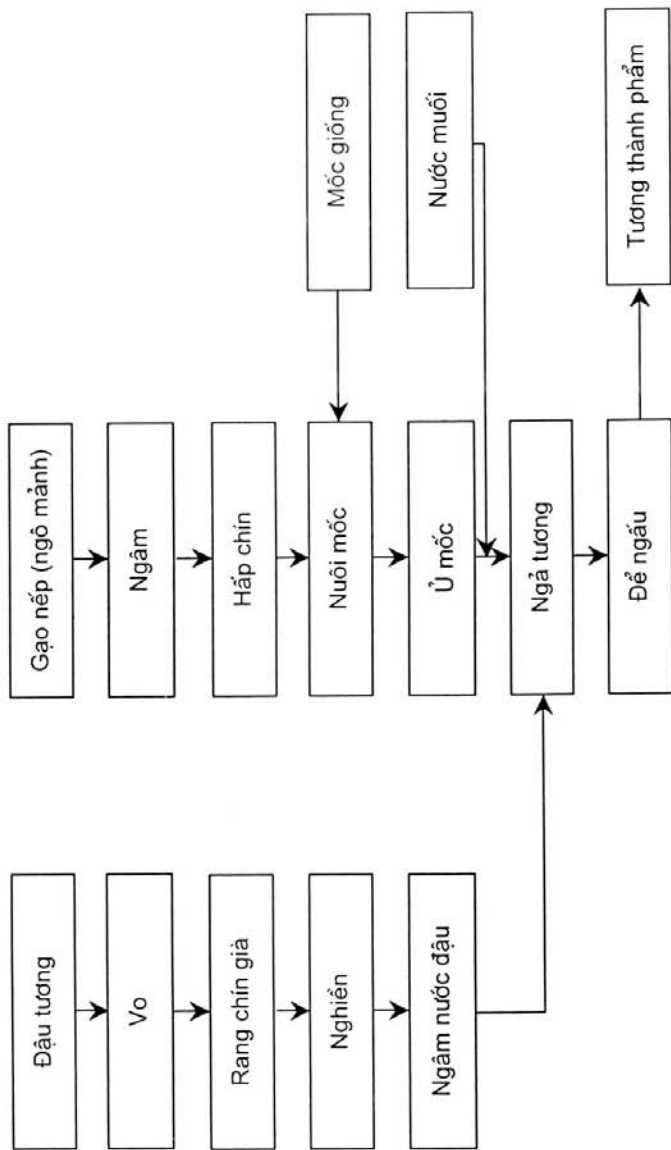 Đậu tương
Vo
Rang chín già
Nghiền
Ngâm nước đậu
Gạo nếp (ngô mảnh)
Ngâm
Hấp chín
Nuôi mốc
Ủ mốc
Ngả tương
Để ngấu
Mốc giống
Nước muối
Tương thành phẩm